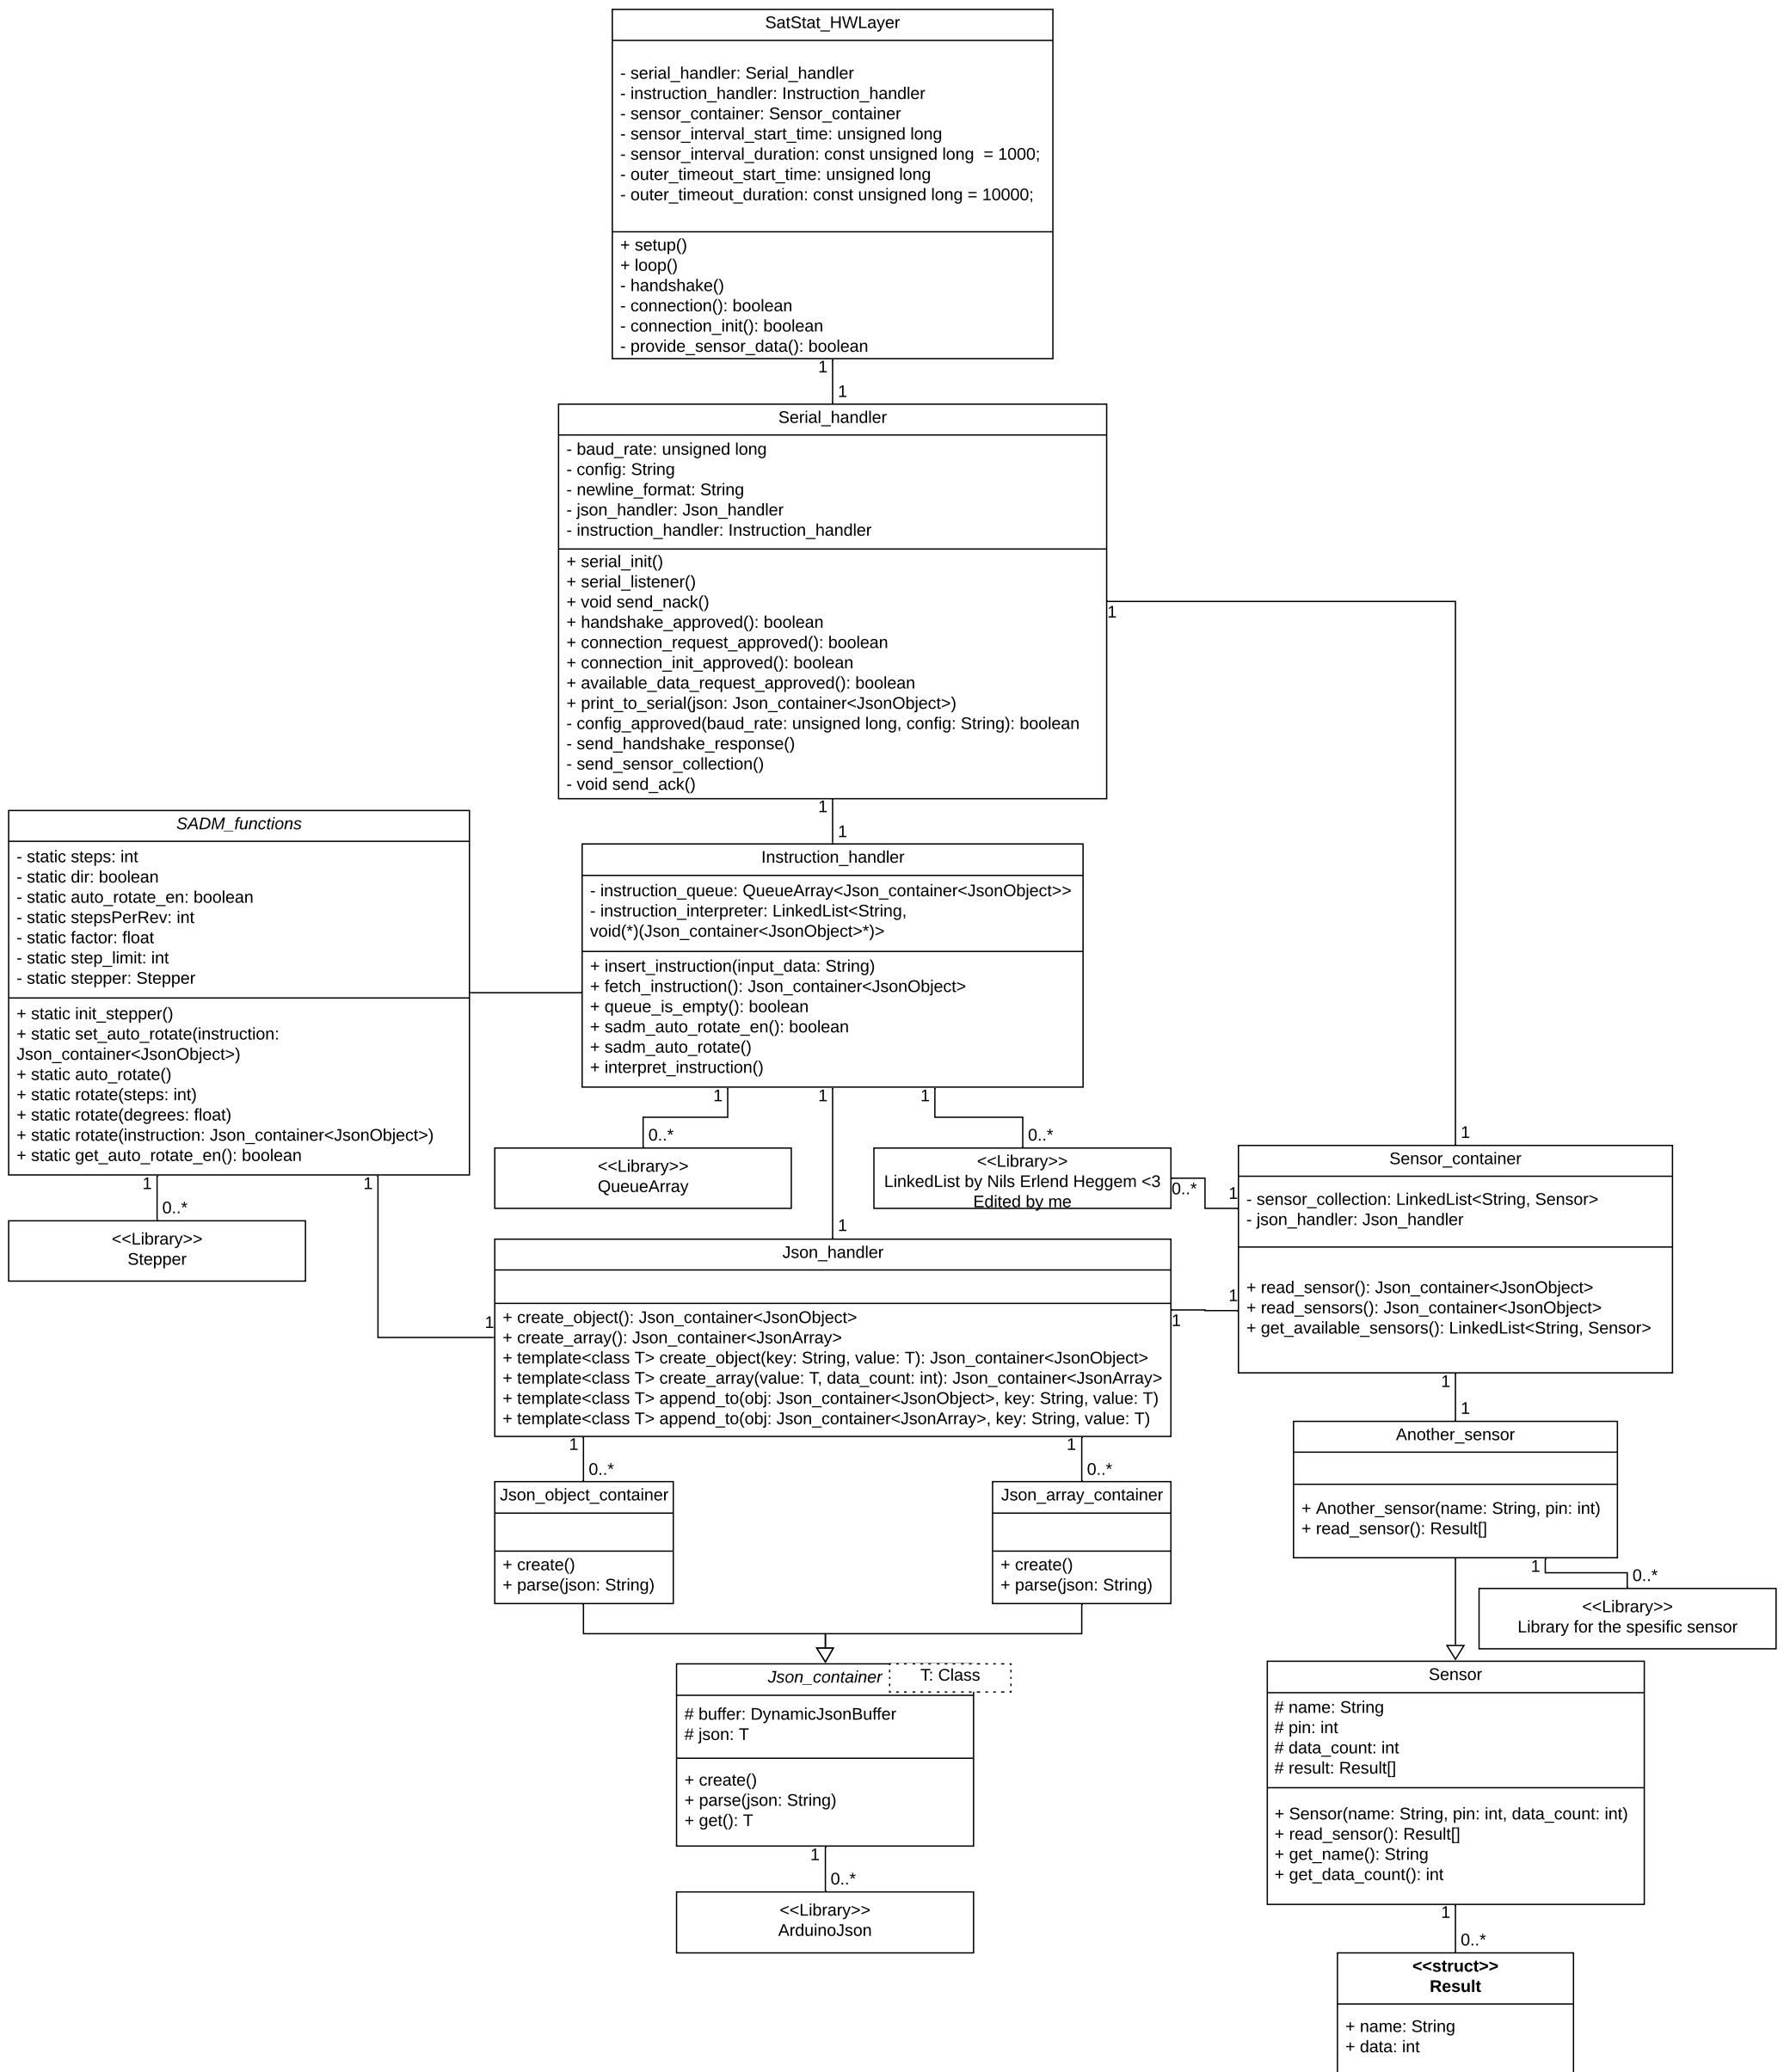 SatStat_HWLayer
- serial_handler: Serial_handler
- instruction_handler: Instruction_handler
- sensor_container: Sensor_container
- sensor_interval_start_time: unsigned long
- sensor_interval_duration: const unsigned long  = 1000;
- outer_timeout_start_time: unsigned long
- outer_timeout_duration: const unsigned long = 10000;
+ setup()
+ loop()
- handshake()
- connection(): boolean
- connection_init(): boolean
- provide_sensor_data(): boolean
1
1
Serial_handler
- baud_rate: unsigned long
- config: String
- newline_format: String
- json_handler: Json_handler
- instruction_handler: Instruction_handler
+ serial_init()
+ serial_listener()
+ void send_nack()
+ handshake_approved(): boolean
+ connection_request_approved(): boolean
+ connection_init_approved(): boolean
+ available_data_request_approved(): boolean
+ print_to_serial(json: Json_container<JsonObject>)
- config_approved(baud_rate: unsigned long, config: String): boolean
- send_handshake_response()
- send_sensor_collection()
- void send_ack()
1
1
1
1
SADM_functions
- static steps: int
- static dir: boolean
- static auto_rotate_en: boolean
- static stepsPerRev: int
- static factor: float
- static step_limit: int
- static stepper: Stepper
+ static init_stepper()
+ static set_auto_rotate(instruction:
Json_container<JsonObject>)
+ static auto_rotate()
+ static rotate(steps: int)
+ static rotate(degrees: float)
+ static rotate(instruction: Json_container<JsonObject>)
+ static get_auto_rotate_en(): boolean
1
0..*
1
1
<<Library>>
Stepper
Instruction_handler
- instruction_queue: QueueArray<Json_container<JsonObject>>
- instruction_interpreter: LinkedList<String,
void(*)(Json_container<JsonObject>*)>
+ insert_instruction(input_data: String)
+ fetch_instruction(): Json_container<JsonObject>
+ queue_is_empty(): boolean
+ sadm_auto_rotate_en(): boolean
+ sadm_auto_rotate()
+ interpret_instruction()
1
0..*
1
1
1
0..*
<<Library>>
QueueArray
<<Library>>
LinkedList by Nils Erlend Heggem <3
Edited by me
0..*
1
Sensor_container
- sensor_collection: LinkedList<String, Sensor>
- json_handler: Json_handler
+ read_sensor(): Json_container<JsonObject>
+ read_sensors(): Json_container<JsonObject>
+ get_available_sensors(): LinkedList<String, Sensor>
1
1
1
1
Json_handler
+ create_object(): Json_container<JsonObject>
+ create_array(): Json_container<JsonArray>
+ template<class T> create_object(key: String, value: T): Json_container<JsonObject>
+ template<class T> create_array(value: T, data_count: int): Json_container<JsonArray>
+ template<class T> append_to(obj: Json_container<JsonObject>, key: String, value: T)
+ template<class T> append_to(obj: Json_container<JsonArray>, key: String, value: T)
1
0..*
1
0..*
Another_sensor
+ Another_sensor(name: String, pin: int)
+ read_sensor(): Result[]
1
0..*
<<Library>>
Library for the spesific sensor
Json_object_container
+ create()
+ parse(json: String)
Json_array_container
+ create()
+ parse(json: String)
Json_container
T: Class
# buffer: DynamicJsonBuffer
# json: T
+ create()
+ parse(json: String)
+ get(): T
1
0..*
<<Library>>
ArduinoJson
Sensor
# name: String
# pin: int
# data_count: int
# result: Result[]
+ Sensor(name: String, pin: int, data_count: int)
+ read_sensor(): Result[]
+ get_name(): String
+ get_data_count(): int
1
0..*
<<struct>>
Result
+ name: String
+ data: int